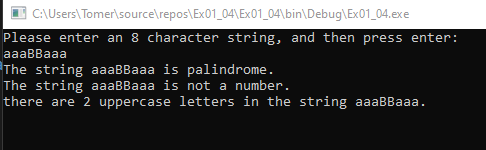 C:\Users\Tomer\source\repos\Ex01_04\Ex01_04\bin\Debug\Ex01_04.exe
Please enter an 8 character string, and then press enter:
aaaBBaaa
The string aaaBBaaa is palindrome.
The string aaaBBaaa is not a number.
there are 2 uppercase letters in the string aaaBBaaa.